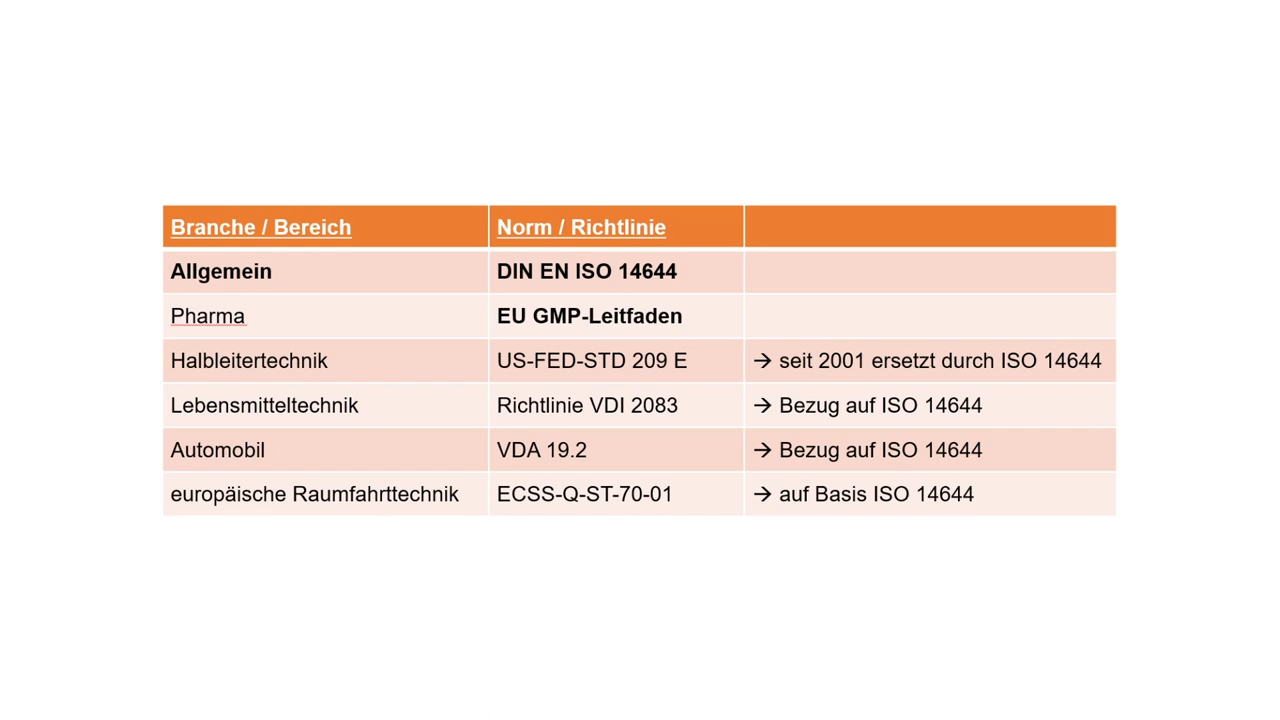 Branche / Bereich Norm / Richtlinie
Allgemein DIN EN ISO 14644
Pharma EU GMP-Leitfaden
Halbleitertechnik US-FED-STD 209 E → seit 2001 ersetzt durch ISO 14644
Lebensmitteltechnik Richtlinie VDI 2083 → Bezug auf ISO 14644
Automobil VDA 19.2 → Bezug auf ISO 14644
europäische Raumfahrttechnik ECSS-Q-ST-70-01 → auf Basis ISO 14644